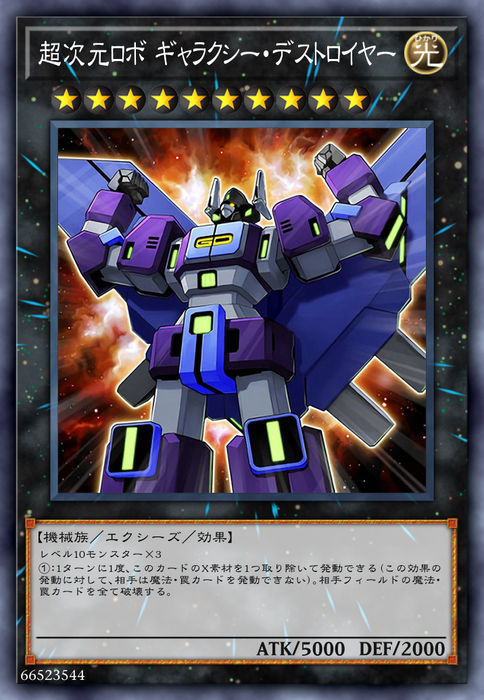 超次元ロボ ギャラクシー・デストロイヤー
ひかり
光
GD
【機械族/エクシーズ/効果】
レベル10モンスター×3
①:1ターンに1度、このカードのX素材を1つ取り除いて発動できる(この効果の
発動に対して、相手は魔法・罠カードを発動できない)。相手フィールドの魔法・
罠カードを全て破壊する。
ATK/5000 DEF/2000
66523544